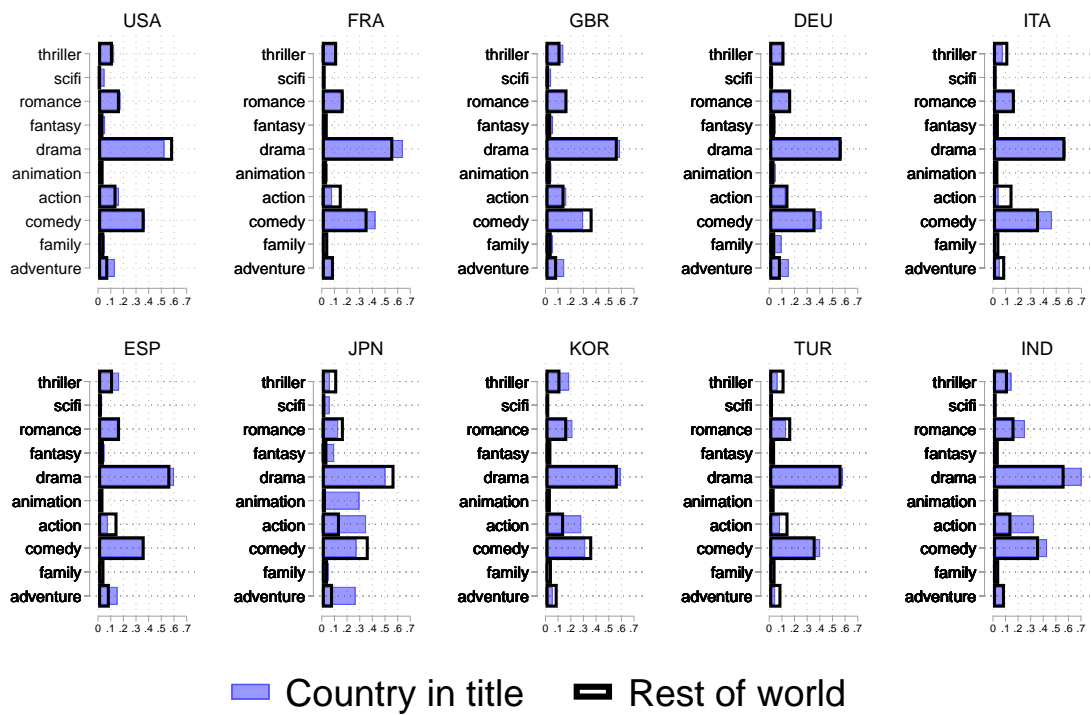 USA FRA GBR DEU ITA
thriller thriller thriller thriller thriller
scifi scifi scifi scifi scifi
romance romance romance romance romance
fantasy fantasy fantasy fantasy fantasy
drama drama drama drama drama
animation animation animation animation animation
action action action action action
comedy comedy comedy comedy comedy
family family family family family
adventure adventure adventure adventure adventure
0 .1 .2 .3 .4 .5 .6 .7 0 .1 .2 .3 .4 .5 .6 .7 0 .1 .2 .3 .4 .5 .6 .7 0 .1 .2 .3 .4 .5 .6 .7 0 .1 .2 .3 .4 .5 .6 .7
ESP JPN KOR TUR IND
thriller thriller thriller thriller thriller
scifi scifi scifi scifi scifi
romance romance romance romance romance
fantasy fantasy fantasy fantasy fantasy
drama drama drama drama drama
animation animation animation animation animation
action action action action action
comedy comedy comedy comedy comedy
family family family family family
adventure adventure adventure adventure adventure
0 .1 .2 .3 .4 .5 .6 .7 0 .1 .2 .3 .4 .5 .6 .7 0 .1 .2 .3 .4 .5 .6 .7 0 .1 .2 .3 .4 .5 .6 .7 0 .1 .2 .3 .4 .5 .6 .7
Country in title Rest of world